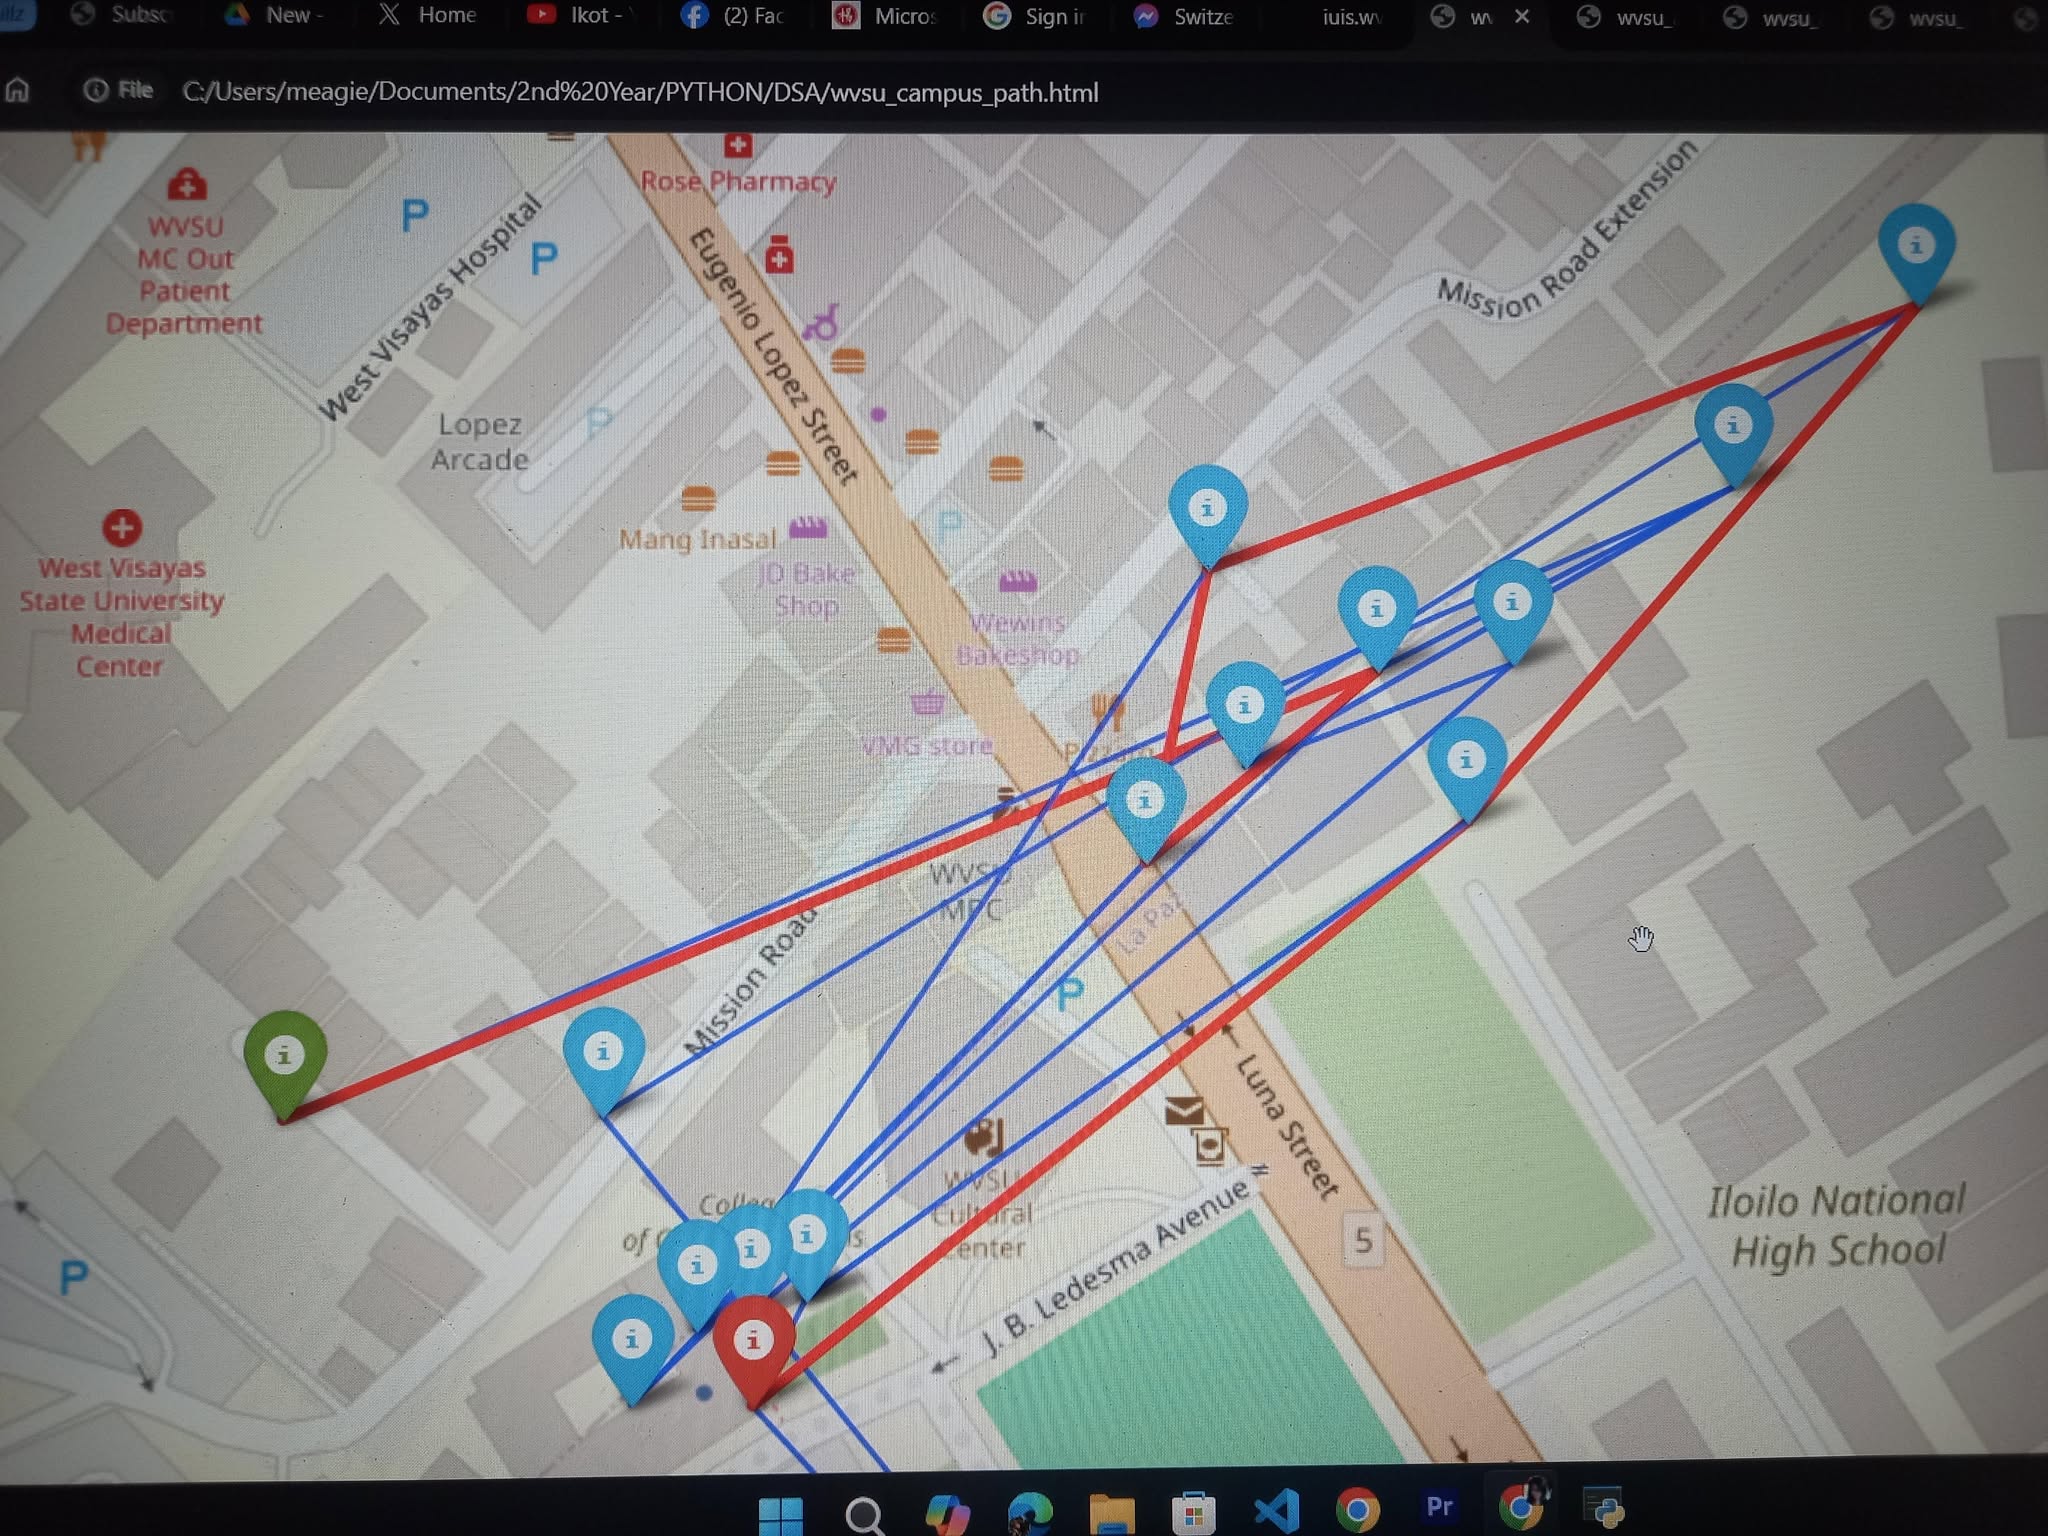 Subsc
New -
Home
Ikot -
(2) Fac
Micros
Sign in
Switze
iuis.wv
wvsu_
wvsu_
wvsu_
File
C:/Users/meagie/Documents/2nd%20Year/PYTHON/DSA/wvsu_campus_path.html
Rose Pharmacy
WVSU
MC Out
Patient
Department
P
P
West Visayas Hospital
Eugenio Lopez Street
Mission Road Extension
Lopez
Arcade
P
Mang Inasal
JD Bake
Shop
P
Wewins
Bakeshop
West Visayas
State University
Medical
Center
VMG store
WVSU
MPC
La Paz
P
Mission Road
Luna Street
WVSU
Cultural
Center
J. B. Ledesma Avenue
5
Iloilo National
High School
P
Pr